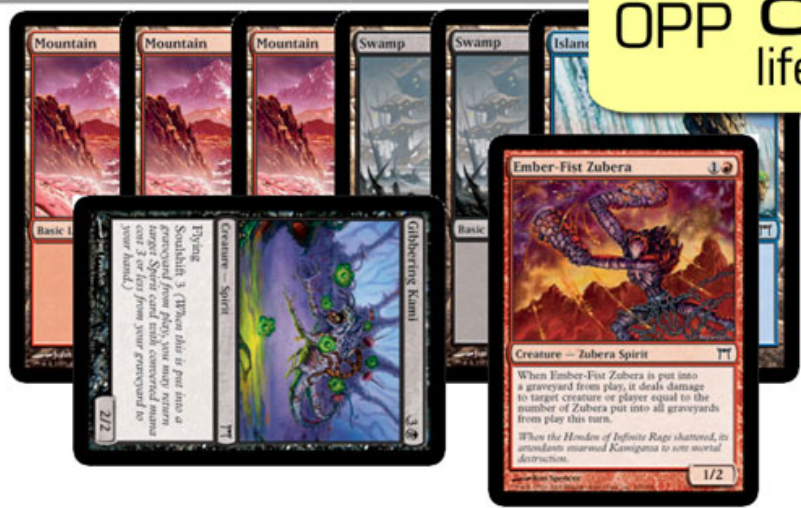 OPP
life
Mountain
Mountain
Mountain
Swamp
Swamp
Basic
Basic
Ember-Fist Zubera
1
Creature — Zubera Spirit
When Ember-Fist Zubera is put into
a graveyard from play, it deals damage
to target creature or player equal to the
number of Zubera put into all graveyards
from play this turn.
When the Honden of Infinite Rage shattered, its
attendants swarmed Kamigawa to sow mortal
destruction.
1/2
Gibbering Kami
3
Creature — Spirit
Flying
Soulshift 3 (When this is put into a
graveyard from play, you may return
target Spirit card with converted mana
cost 3 or less from your graveyard to
your hand.)
2/2